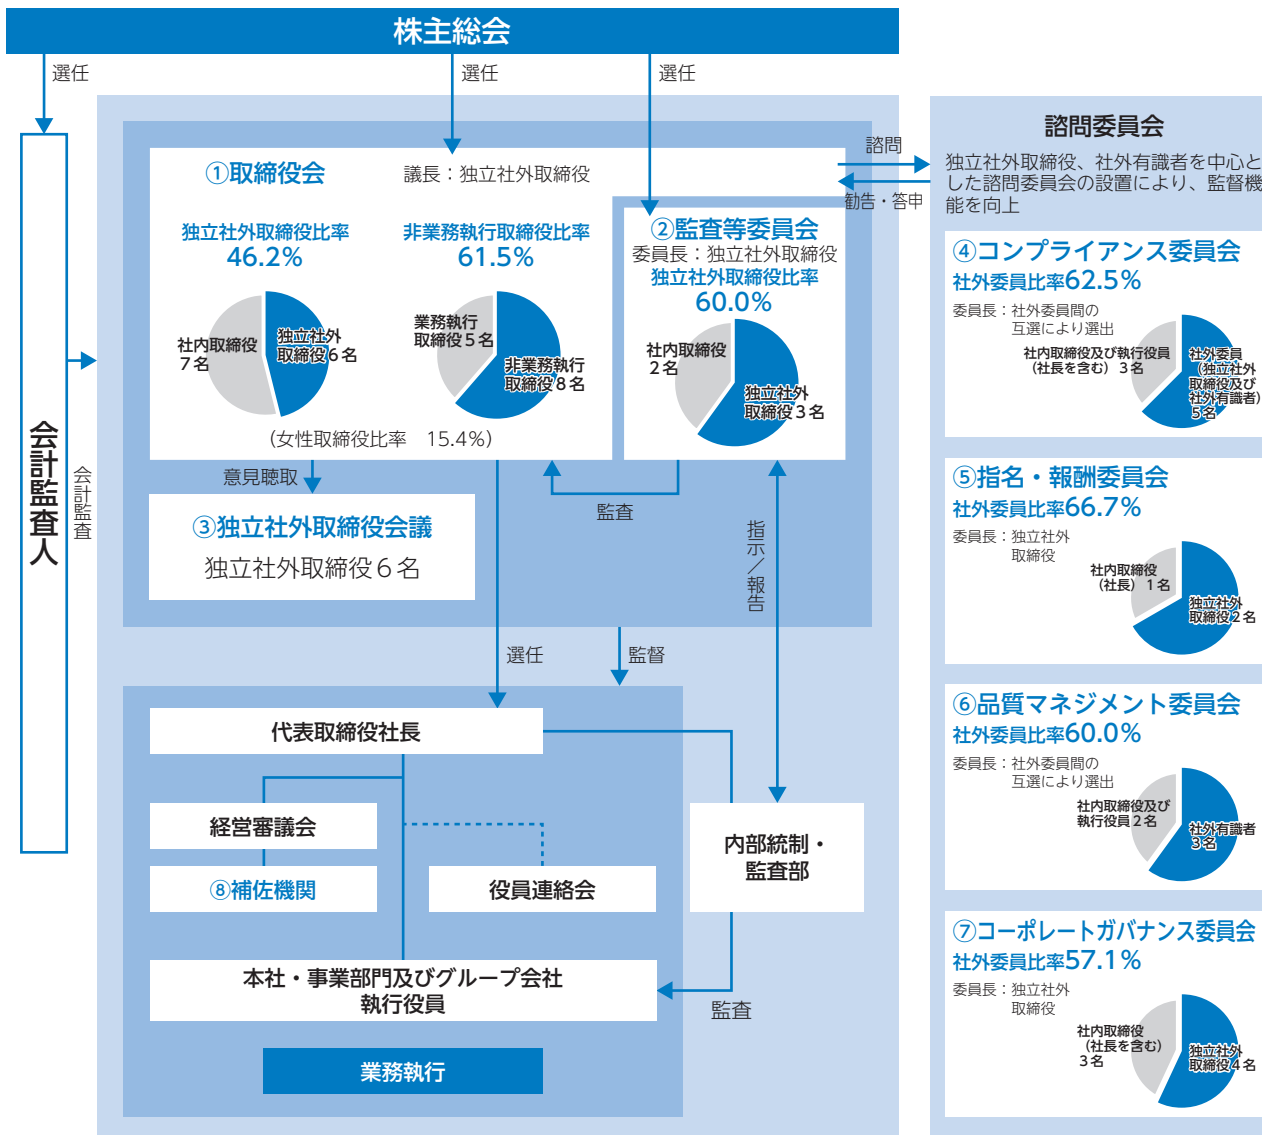 株主総会
選任
選任
選任
①取締役会
議長：独立社外取締役
独立社外取締役比率
46.2%
社内取締役
7名
独立社外
取締役6名
非業務執行取締役比率
61.5%
業務執行
取締役5名
非業務執行
取締役8名
（女性取締役比率　15.4%）
②監査等委員会
委員長：独立社外取締役
独立社外取締役比率
60.0%
社内取締役
2名
独立社外
取締役3名
諮問
勧告・答申
意見聴取
監査
③独立社外取締役会議
独立社外取締役6名
指示／報告
会計監査人
会計監査
選任
監督
代表取締役社長
経営審議会
⑧補佐機関
役員連絡会
内部統制・
監査部
本社・事業部門及びグループ会社
執行役員
監査
業務執行
諮問委員会
独立社外取締役、社外有識者を中心と
した諮問委員会の設置により、監督機
能を向上
④コンプライアンス委員会
社外委員比率62.5%
委員長：社外委員間の
互選により選出
社内取締役及び執行役員
（社長を含む）3名
社外委員
（独立社外
取締役及び
社外有識者）
5名
⑤指名・報酬委員会
社外委員比率66.7%
委員長：独立社外
取締役
社内取締役
（社長）1名
独立社外
取締役2名
⑥品質マネジメント委員会
社外委員比率60.0%
委員長：社外委員間の
互選により選出
社内取締役及び
執行役員2名
社外有識者
3名
⑦コーポレートガバナンス委員会
社外委員比率57.1%
委員長：独立社外
取締役
社内取締役
（社長を含む）
3名
独立社外
取締役4名